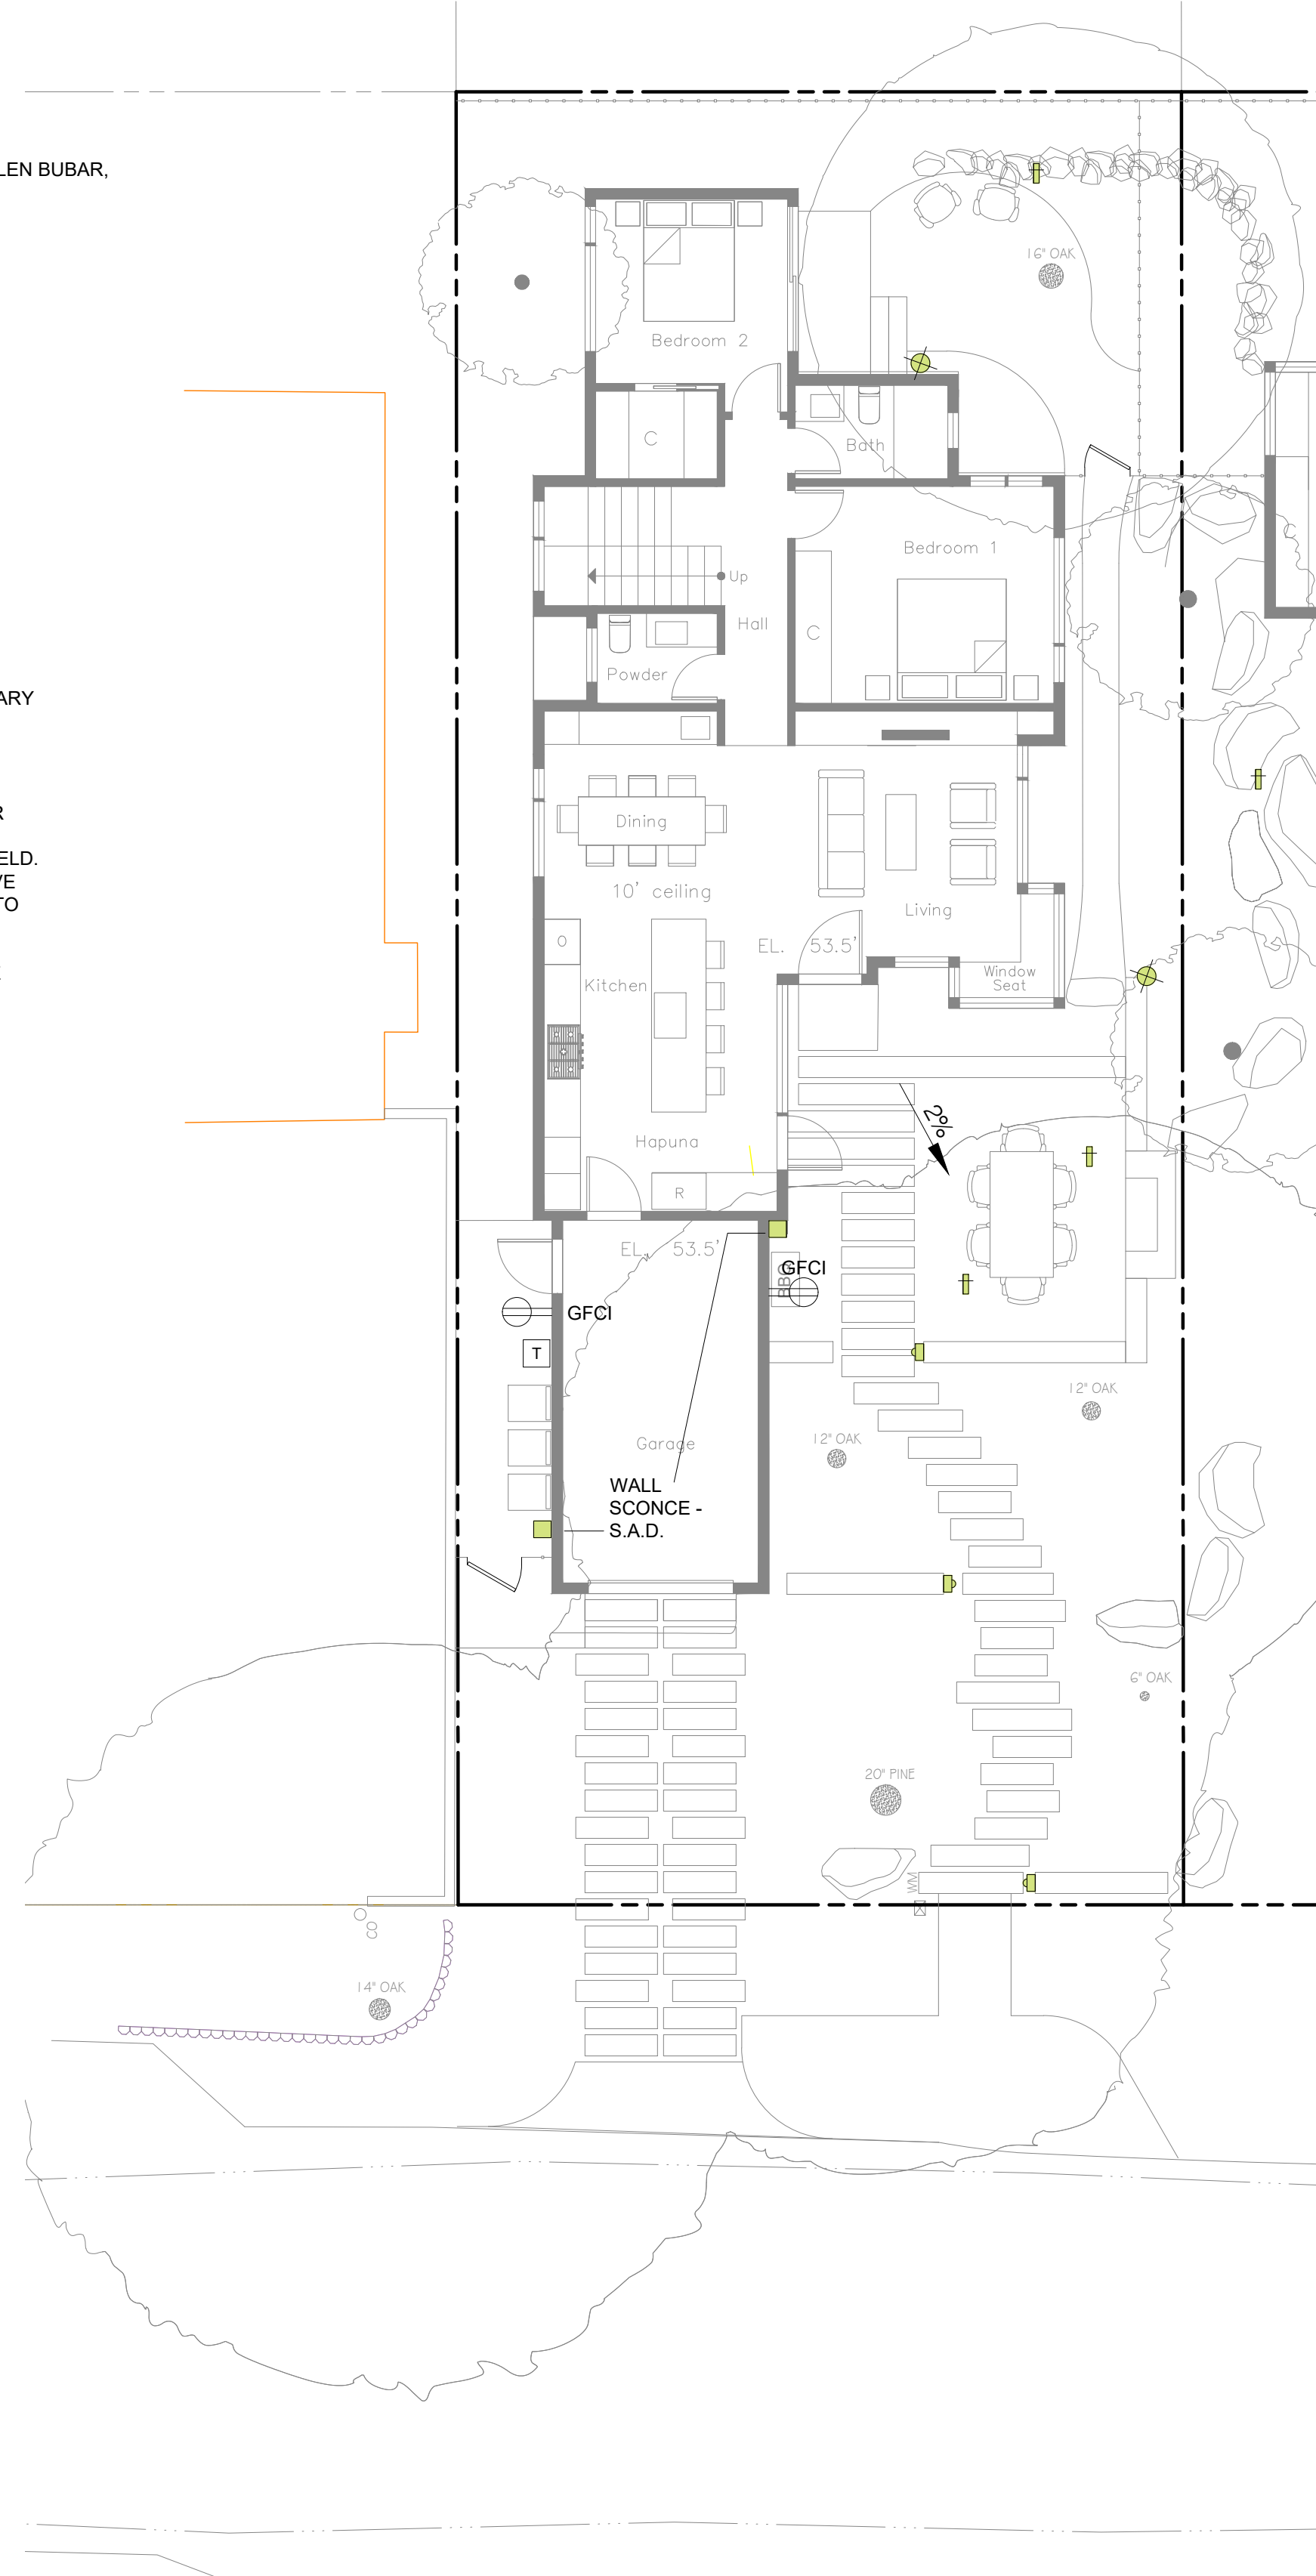 LEN BUBAR,
16" OAK
Bedroom 2
C
Bath
Bedroom 1
Up
Hall
C
Powder
ARY
R
ELD.
VE
TO
Dining
10' ceiling
Living
EL. 53.5'
Kitchen
Window
Seat
2%
Hapuna
R
EL. 53.5'
GFCI
BBQ
GFCI
T
12" OAK
12" OAK
Garage
WALL
SCONCE -
S.A.D.
6" OAK
20" PINE
CO
14" OAK